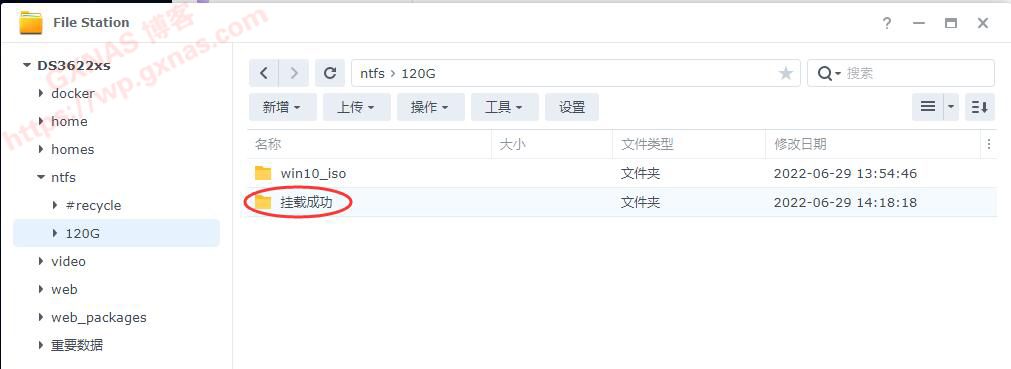 File Station
GXNAS 博客
https://wp.gxnas.com
DS3622xs
docker
home
homes
ntfs
#recycle
120G
video
web
web_packages
重要数据
ntfs › 120G
搜索
新增 上传 操作 工具 设置
名称 大小 文件类型 修改日期
win10_iso 文件夹 2022-06-29 13:54:46
挂载成功 文件夹 2022-06-29 14:18:18